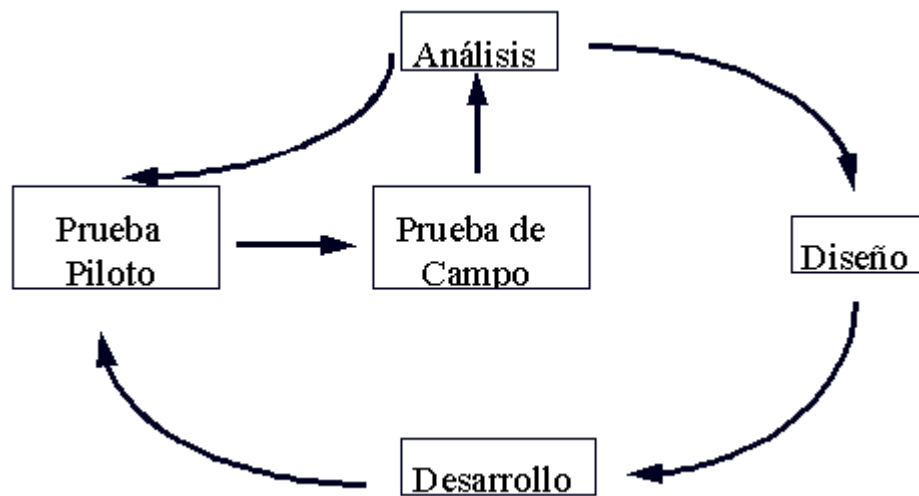 Análisis
Prueba
Piloto
Prueba de
Campo
Diseño
Desarrollo